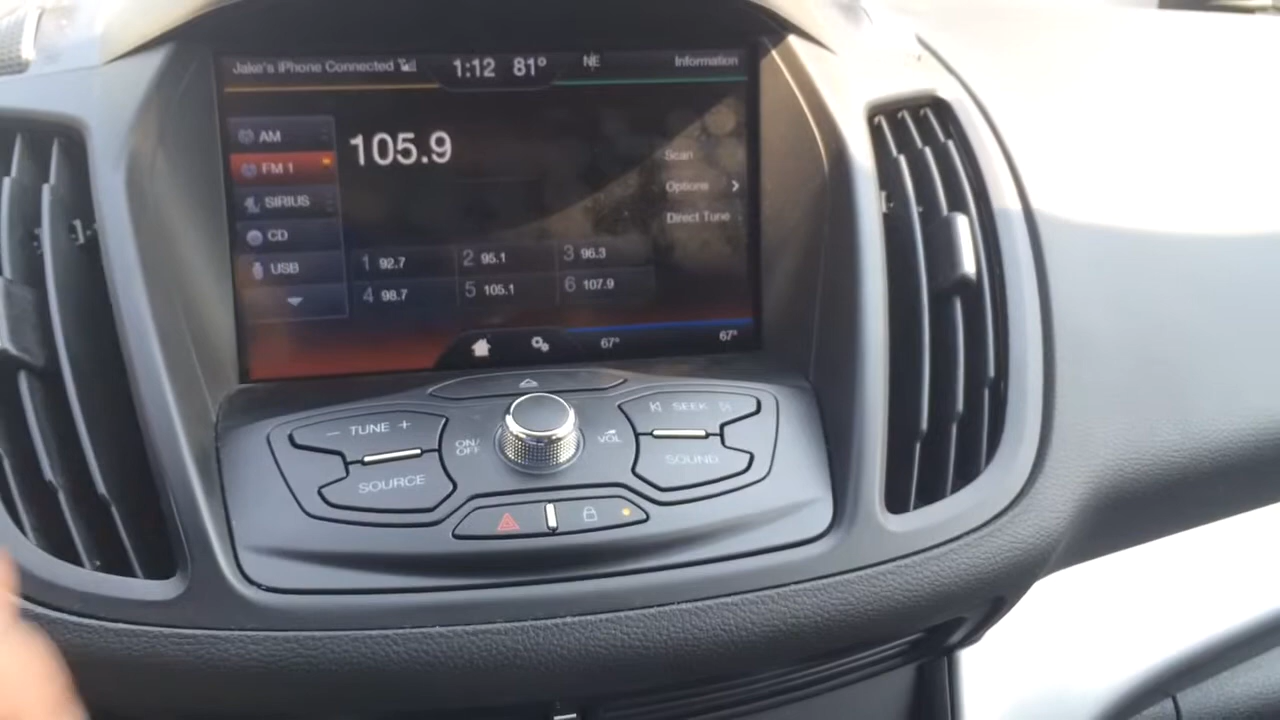 Jake's iPhone Connected
1:12 81°
NE
Information
AM
FM 1
SIRIUS
CD
USB
105.9
Scan
Options
Direct Tune
1 92.7
2 95.1
3 96.3
4 98.7
5 105.1
6 107.9
67°
67°
− TUNE +
SOURCE
ON/
OFF
VOL
SEEK
SOUND